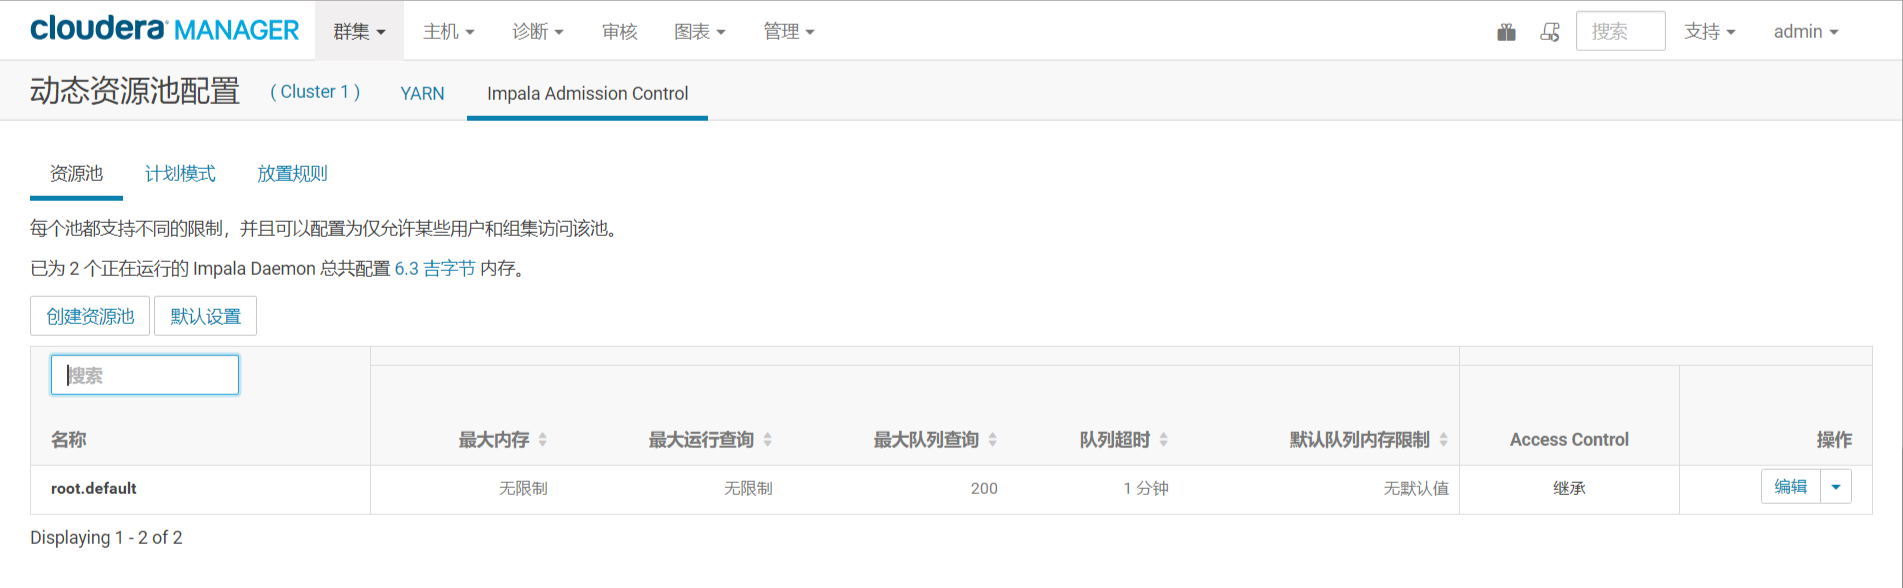 cloudera MANAGER 群集 主机 诊断 审核 图表 管理 搜索 支持 admin
动态资源池配置 ( Cluster 1 ) YARN Impala Admission Control
资源池 计划模式 放置规则
每个池都支持不同的限制，并且可以配置为仅允许某些用户和组集访问该池。
已为 2 个正在运行的 Impala Daemon 总共配置 6.3 吉字节 内存。
创建资源池 默认设置
搜索
名称 最大内存 最大运行查询 最大队列查询 队列超时 默认队列内存限制 Access Control 操作
root.default 无限制 无限制 200 1 分钟 无默认值 继承 编辑
Displaying 1 - 2 of 2